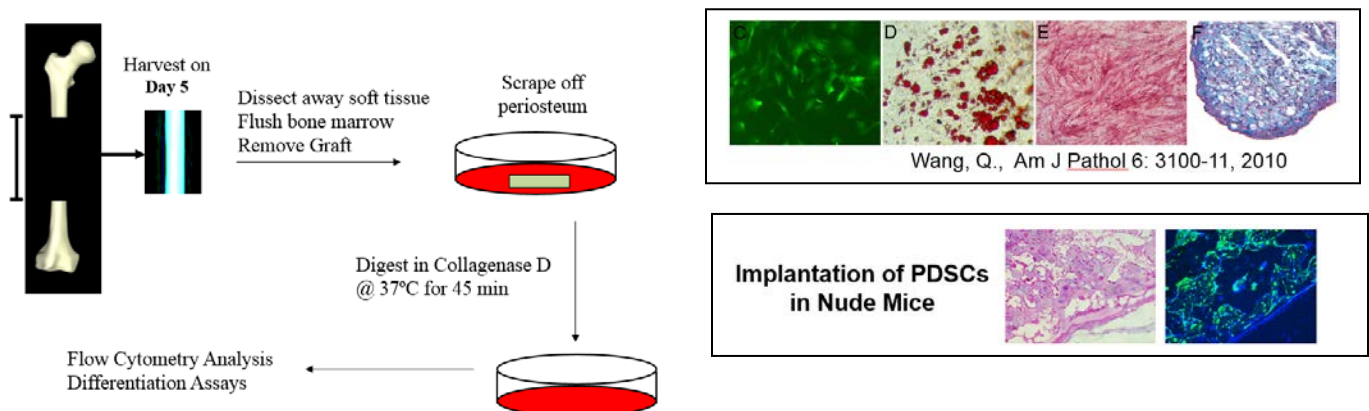 Harvest on
Day 5
Dissect away soft tissue
Flush bone marrow
Remove Graft
Scrape off
periosteum
Digest in Collagenase D
@ 37ºC for 45 min
Flow Cytometry Analysis
Differentiation Assays
C D E F
Wang, Q., Am J Pathol 6: 3100-11, 2010
Implantation of PDSCs
in Nude Mice